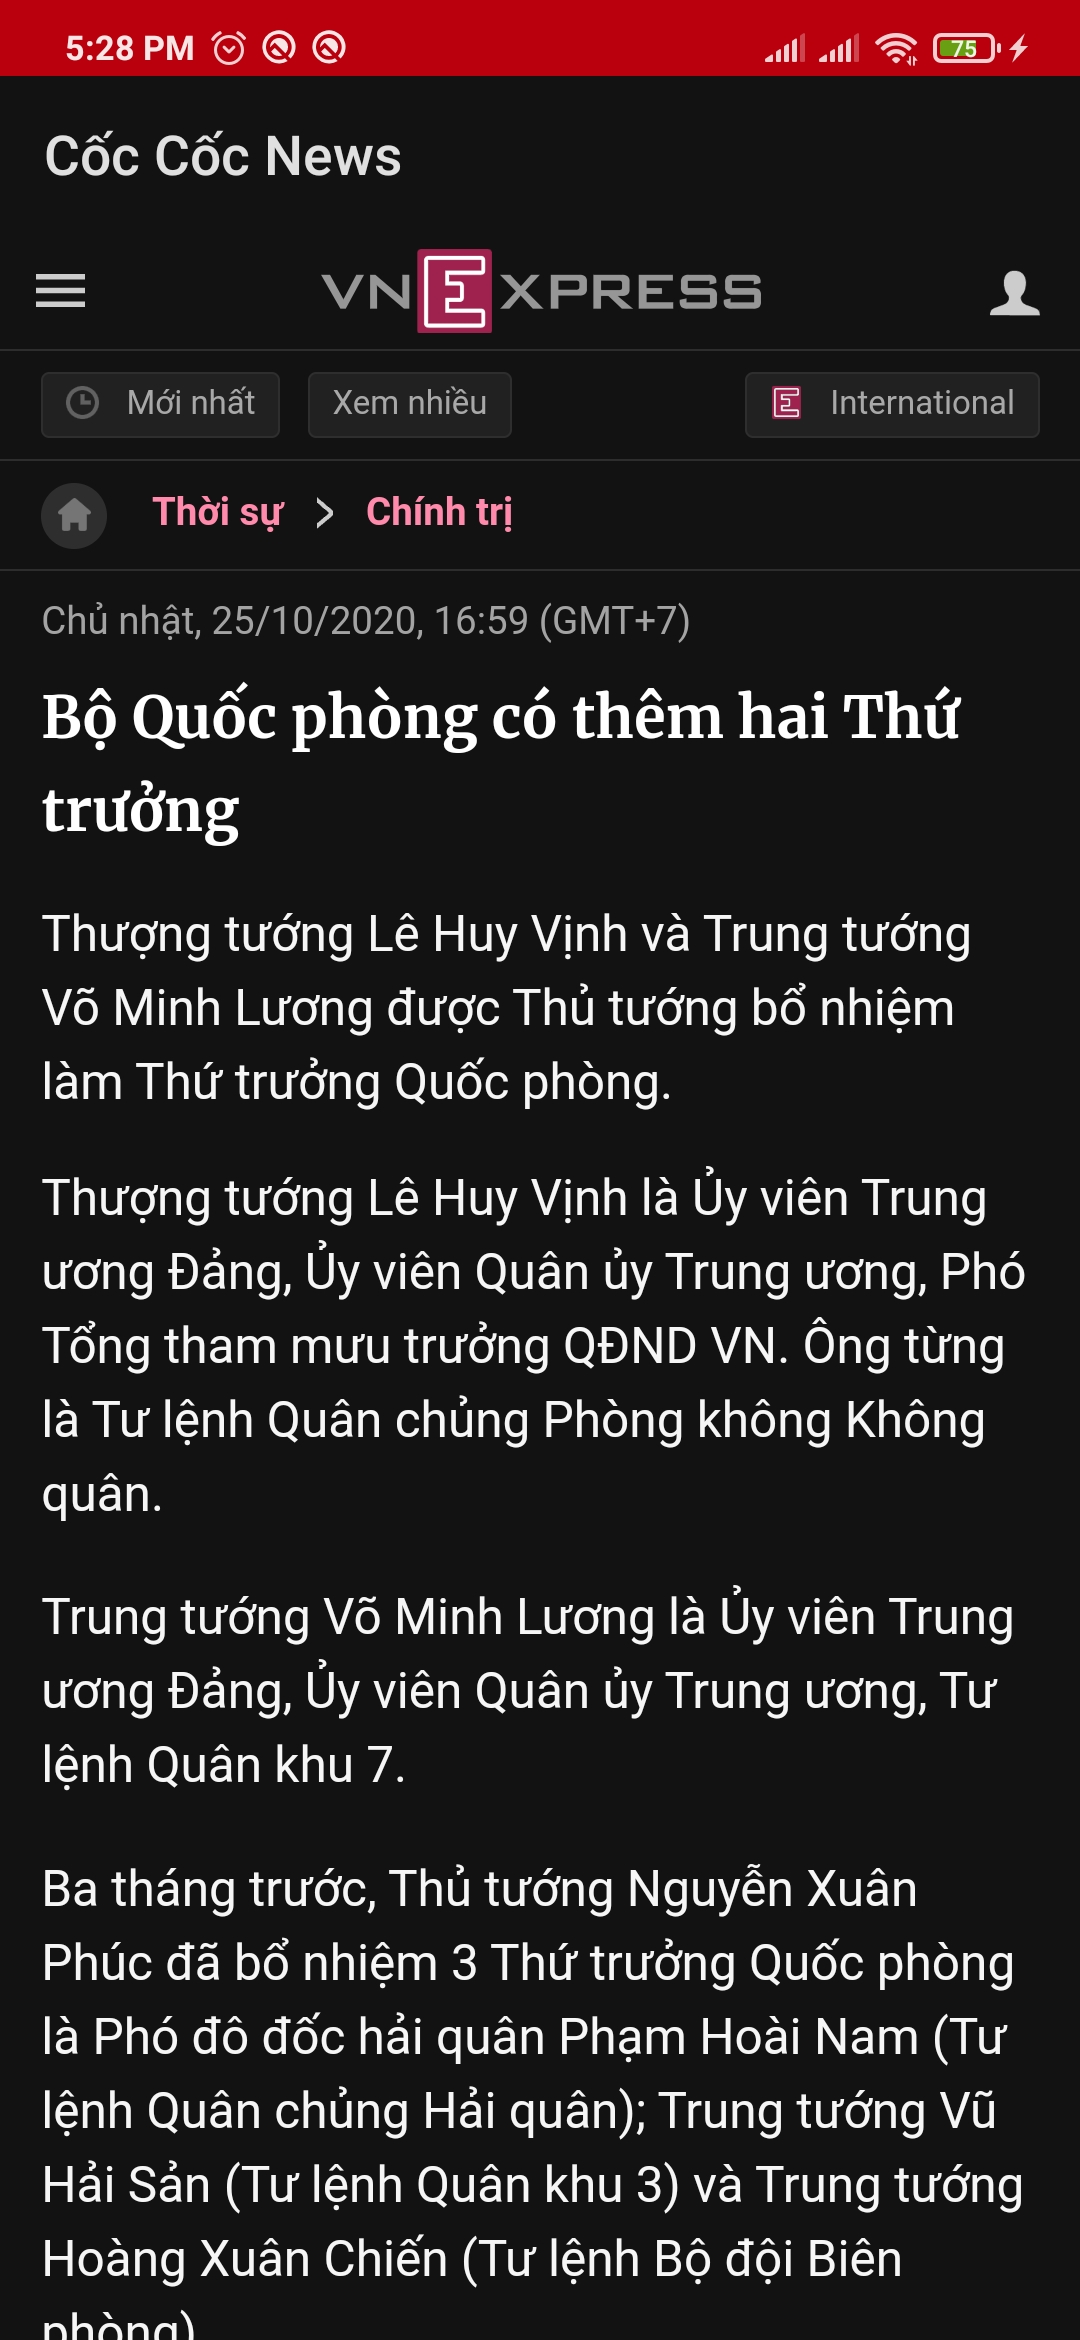 5:28 PM 75
Cốc Cốc News
VNEXPRESS
Mới nhất Xem nhiều E International
Thời sự > Chính trị
Chủ nhật, 25/10/2020, 16:59 (GMT+7)
Bộ Quốc phòng có thêm hai Thứ
trưởng
Thượng tướng Lê Huy Vịnh và Trung tướng
Võ Minh Lương được Thủ tướng bổ nhiệm
làm Thứ trưởng Quốc phòng.
Thượng tướng Lê Huy Vịnh là Ủy viên Trung
ương Đảng, Ủy viên Quân ủy Trung ương, Phó
Tổng tham mưu trưởng QĐND VN. Ông từng
là Tư lệnh Quân chủng Phòng không Không
quân.
Trung tướng Võ Minh Lương là Ủy viên Trung
ương Đảng, Ủy viên Quân ủy Trung ương, Tư
lệnh Quân khu 7.
Ba tháng trước, Thủ tướng Nguyễn Xuân
Phúc đã bổ nhiệm 3 Thứ trưởng Quốc phòng
là Phó đô đốc hải quân Phạm Hoài Nam (Tư
lệnh Quân chủng Hải quân); Trung tướng Vũ
Hải Sản (Tư lệnh Quân khu 3) và Trung tướng
Hoàng Xuân Chiến (Tư lệnh Bộ đội Biên
phòng)